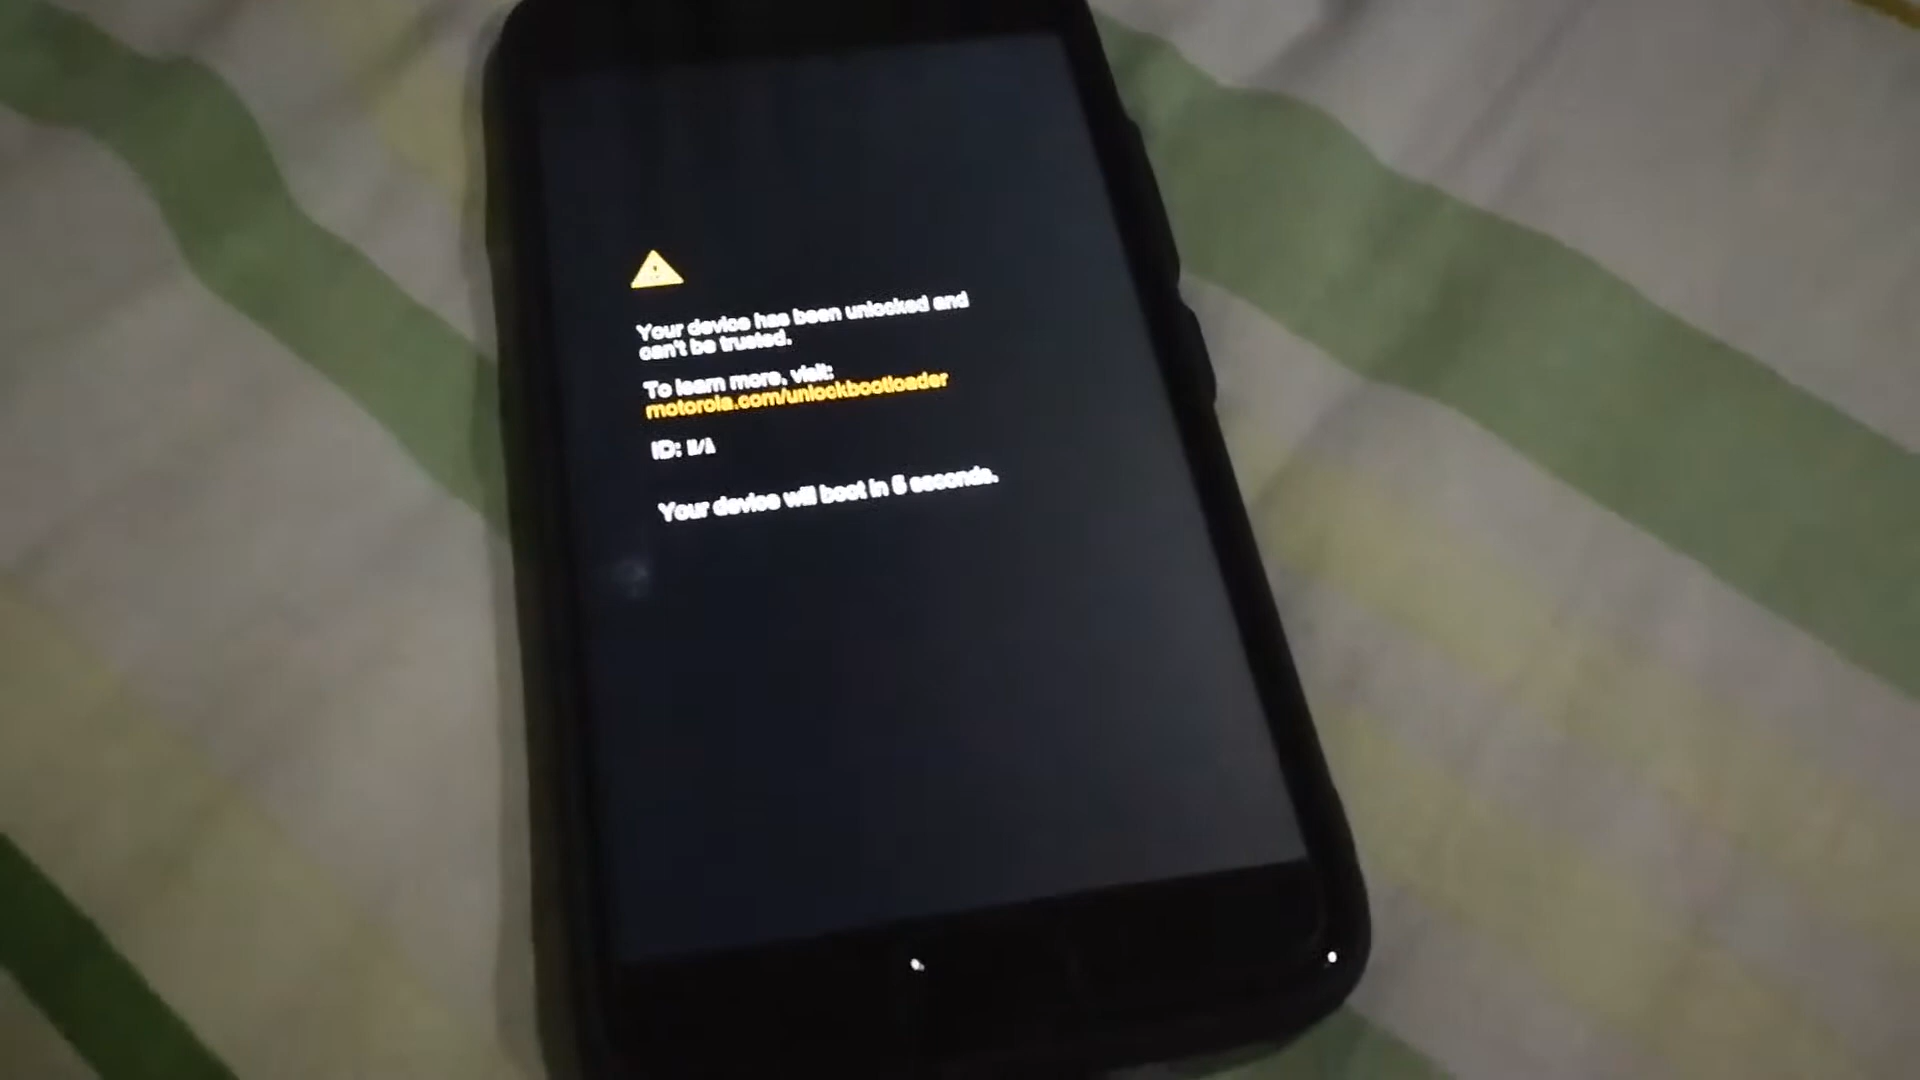 Your device has been unlocked and
can't be trusted.
To learn more, visit:
motorola.com/unlockbootloader
ID: N/A
Your device will boot in 5 seconds.